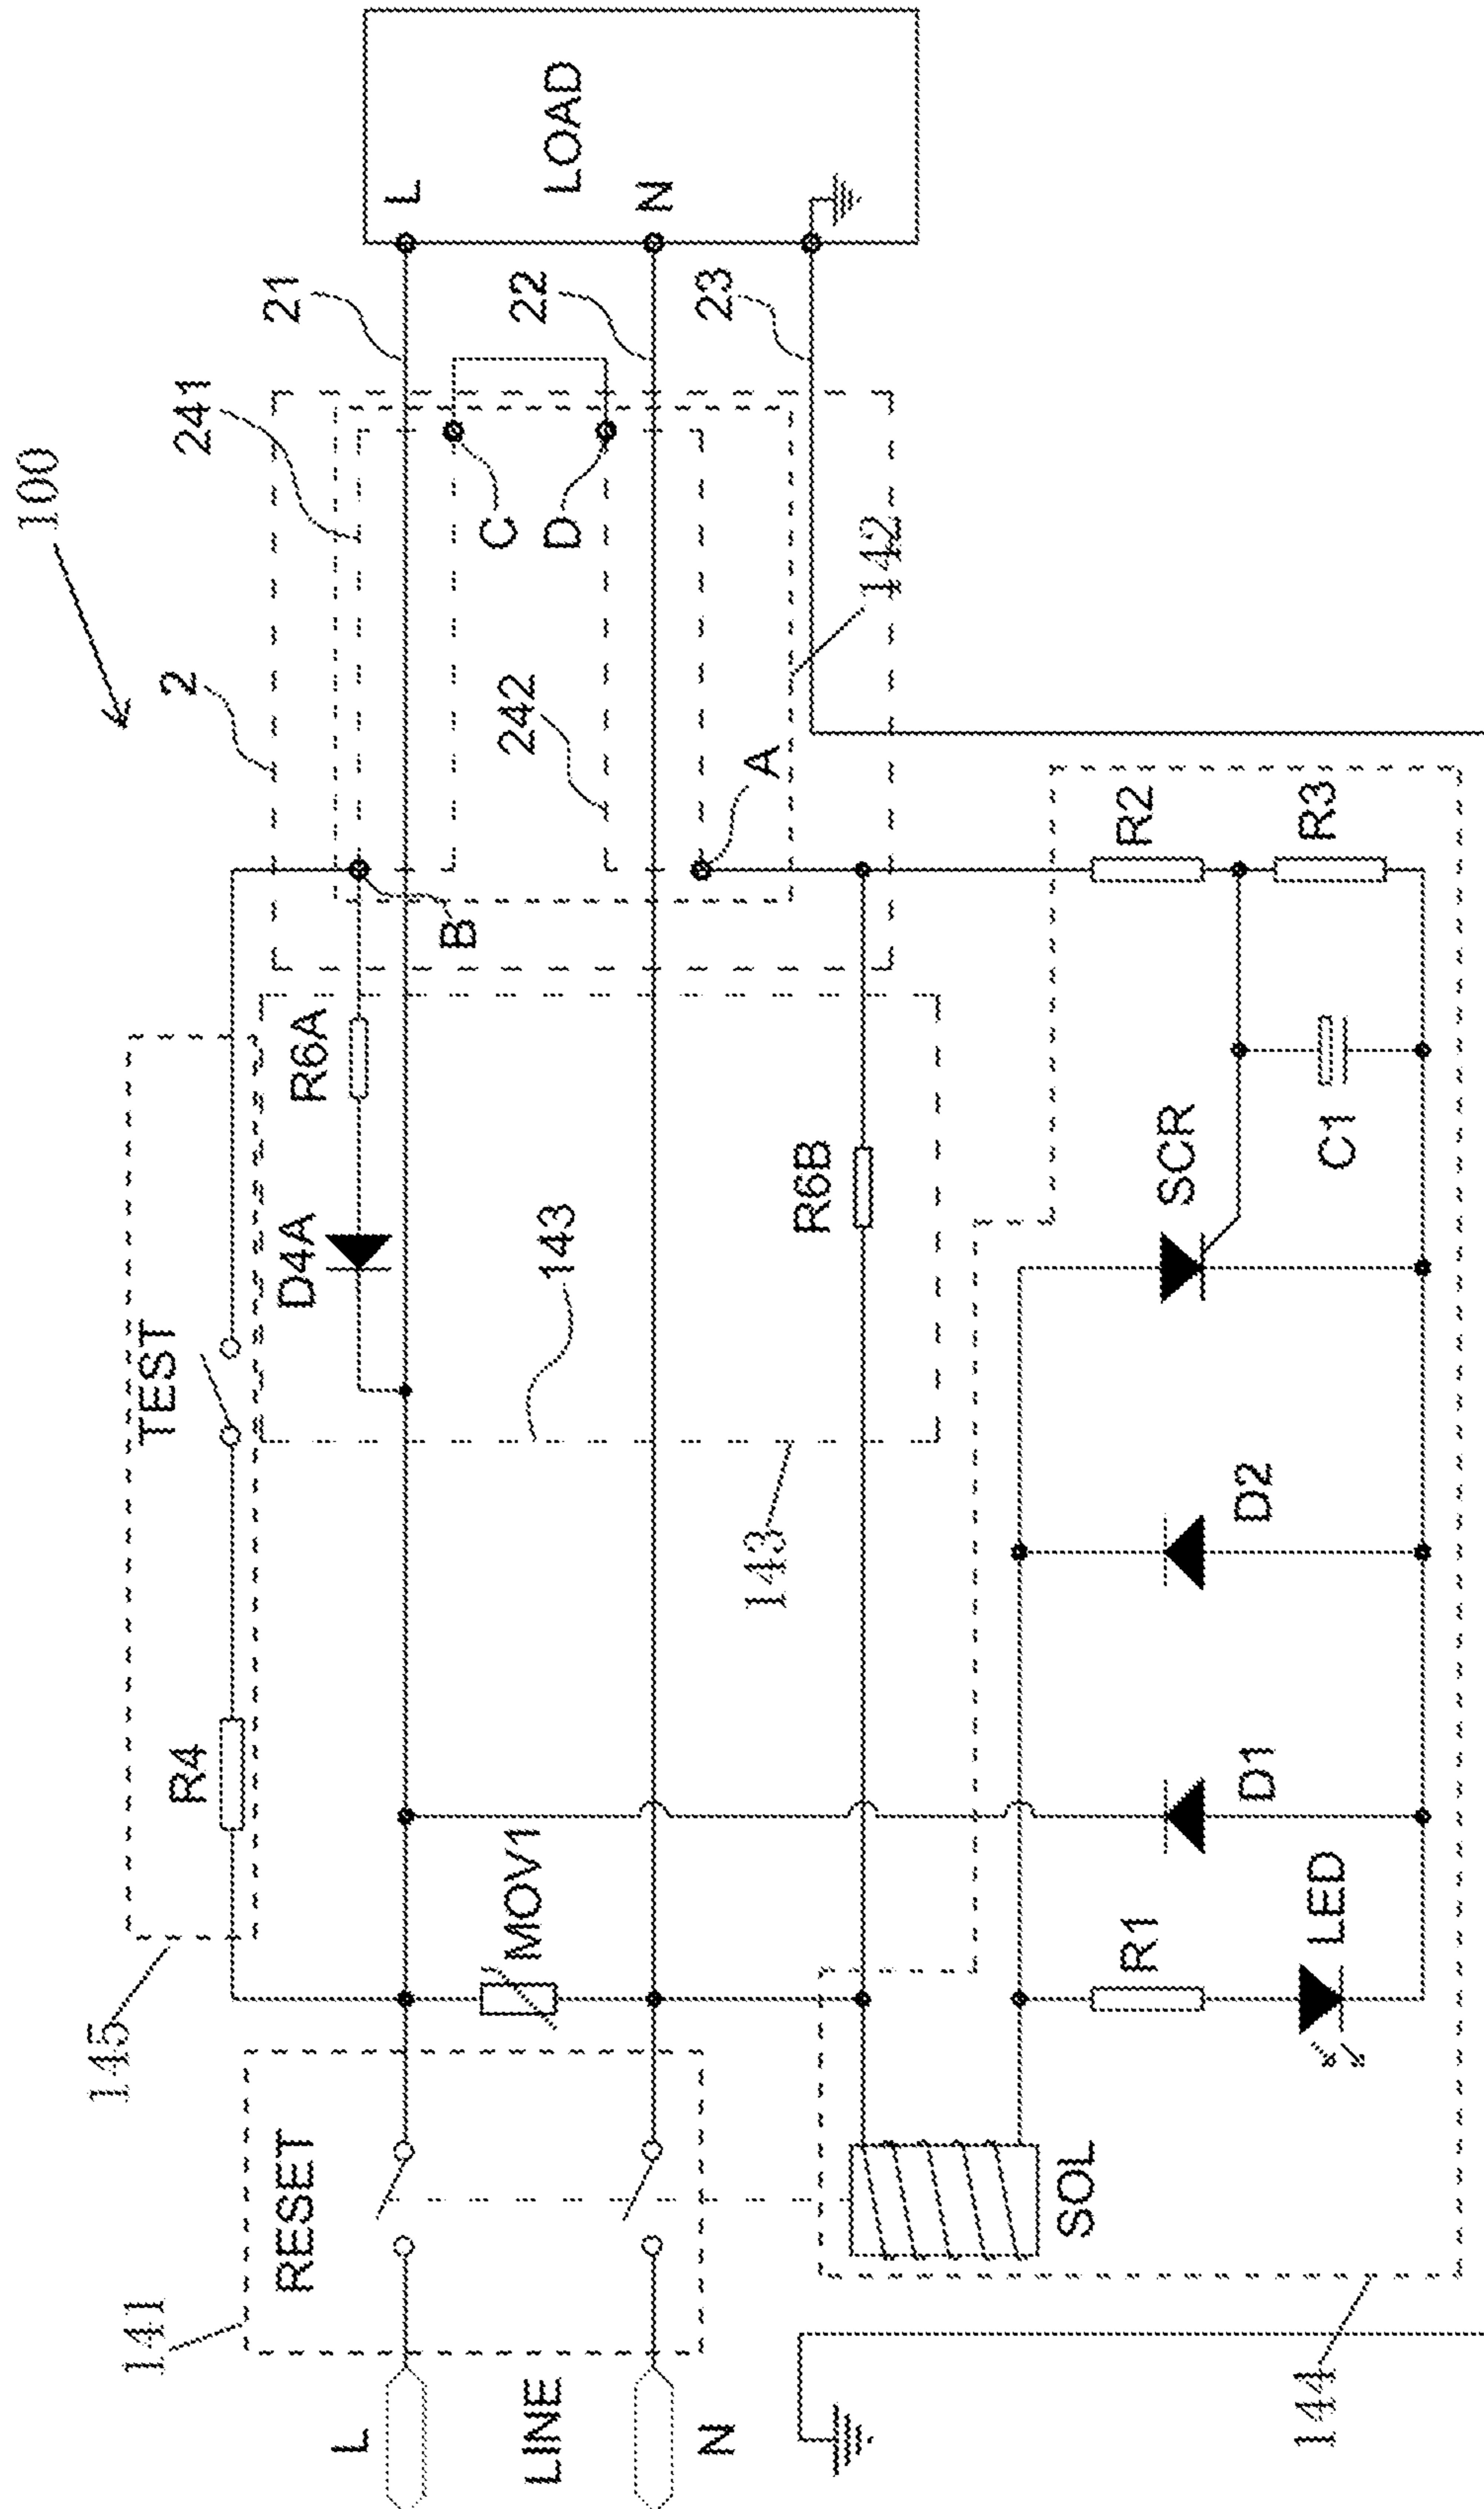 100
2
241
21
L
LOAD
N
22
23
C
D
242
A
142
B
TEST
R4
145
D4A
R6A
143
143
R6B
MOV1
RESET
141
L
LINE
N
SOL
R1
LED
D1
D2
SCR
C1
R2
R3
144